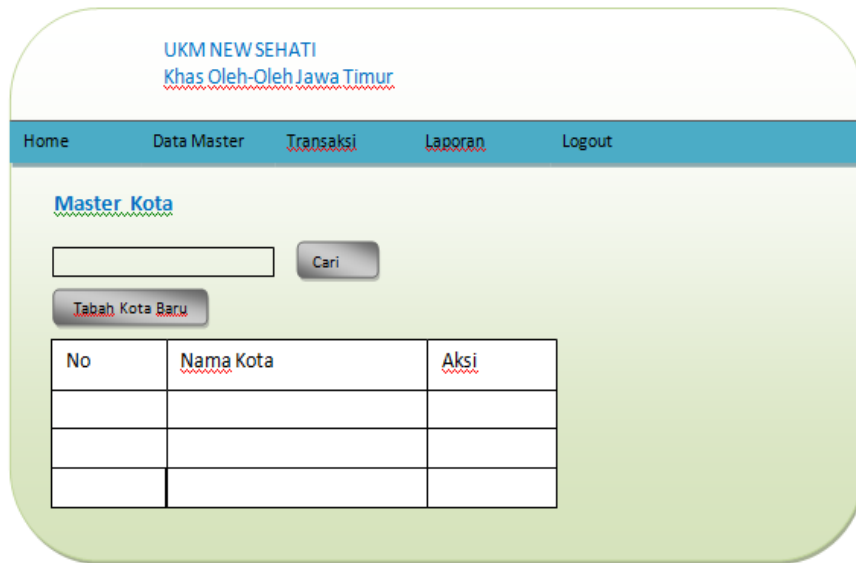 UKM NEW SEHATI
Khas Oleh-Oleh Jawa Timur
Home Data Master Transaksi Laporan Logout
Master Kota
Cari
Tabah Kota Baru
No Nama Kota Aksi